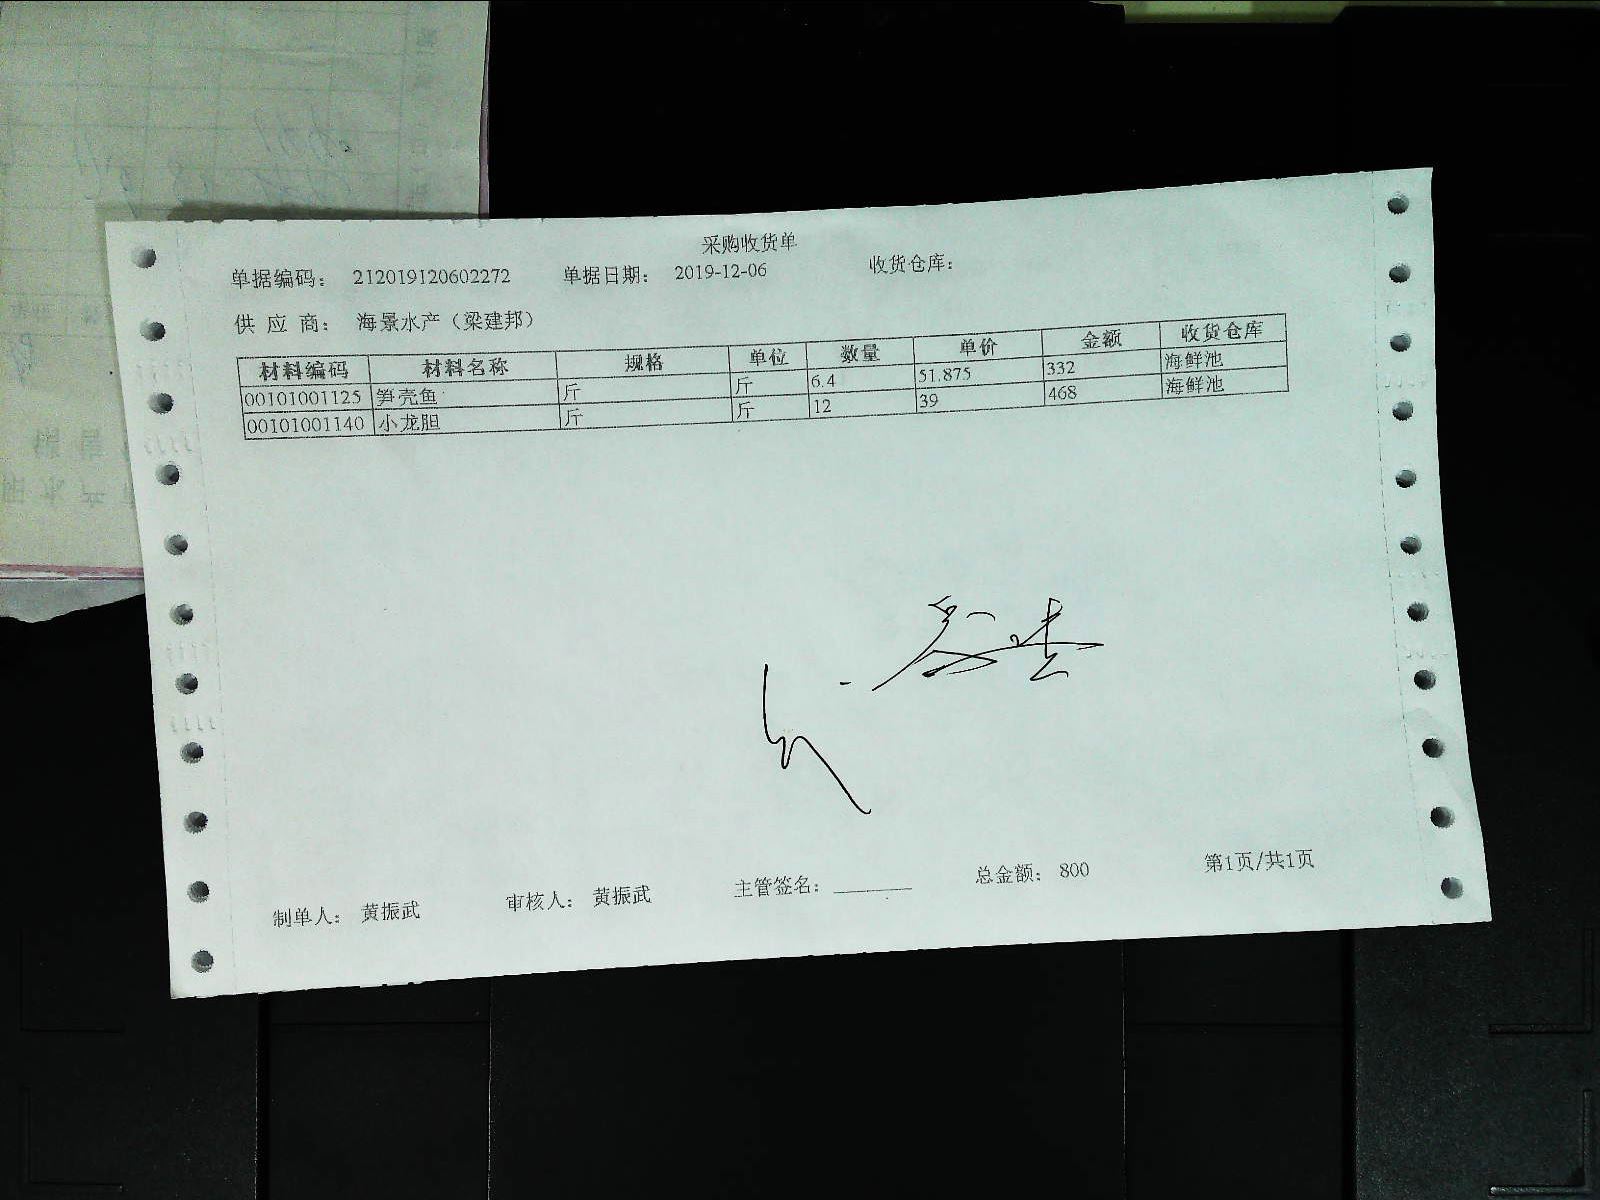 采购收货单
单据编码： 212019120602272 单据日期： 2019-12-06 收货仓库：
供 应 商： 海景水产（梁建邦）
材料编码 材料名称 规格 单位 数量 单价 金额 收货仓库
00101001125 笋壳鱼 斤 斤 6.4 51.875 332 海鲜池
00101001140 小龙胆 斤 斤 12 39 468 海鲜池
制单人： 黄振武 审核人： 黄振武 主管签名： 总金额： 800 第1页/共1页